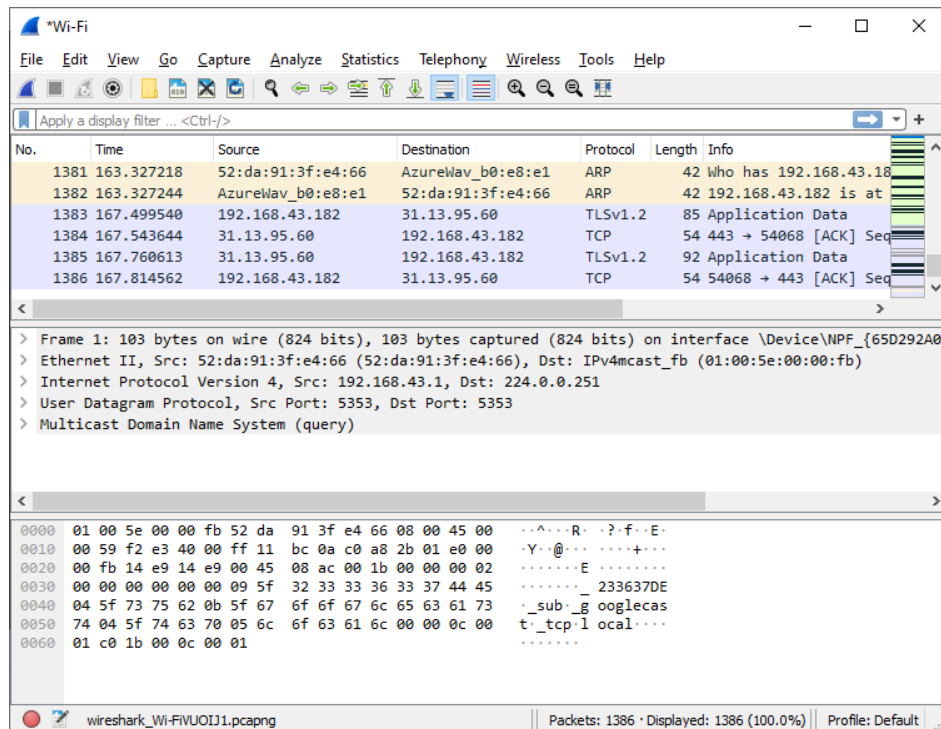 *Wi-Fi
File Edit View Go Capture Analyze Statistics Telephony Wireless Tools Help
Apply a display filter ... <Ctrl-/>
No. Time Source Destination Protocol Length Info
1381 163.327218 52:da:91:3f:e4:66 AzureWav_b0:e8:e1 ARP 42 Who has 192.168.43.18
1382 163.327244 AzureWav_b0:e8:e1 52:da:91:3f:e4:66 ARP 42 192.168.43.182 is at
1383 167.499540 192.168.43.182 31.13.95.60 TLSv1.2 85 Application Data
1384 167.543644 31.13.95.60 192.168.43.182 TCP 54 443 → 54068 [ACK] Seq
1385 167.760613 31.13.95.60 192.168.43.182 TLSv1.2 92 Application Data
1386 167.814562 192.168.43.182 31.13.95.60 TCP 54 54068 → 443 [ACK] Seq
> Frame 1: 103 bytes on wire (824 bits), 103 bytes captured (824 bits) on interface \Device\NPF_{65D292A0
> Ethernet II, Src: 52:da:91:3f:e4:66 (52:da:91:3f:e4:66), Dst: IPv4mcast_fb (01:00:5e:00:00:fb)
> Internet Protocol Version 4, Src: 192.168.43.1, Dst: 224.0.0.251
> User Datagram Protocol, Src Port: 5353, Dst Port: 5353
> Multicast Domain Name System (query)
0000 01 00 5e 00 00 fb 52 da 91 3f e4 66 08 00 45 00 ··^···R· ·?·f··E·
0010 00 59 f2 e3 40 00 ff 11 bc 0a c0 a8 2b 01 e0 00 ·Y··@··· ····+···
0020 00 fb 14 e9 14 e9 00 45 08 ac 00 1b 00 00 00 02 ·······E ········
0030 00 00 00 00 00 00 09 5f 32 33 33 36 33 37 44 45 ·······_ 233637DE
0040 04 5f 73 75 62 0b 5f 67 6f 6f 67 6c 65 63 61 73 ·_sub·_g ooglecas
0050 74 04 5f 74 63 70 05 6c 6f 63 61 6c 00 00 0c 00 t·_tcp·l ocal····
0060 01 c0 1b 00 0c 00 01 ·······
wireshark_Wi-FiVUOIJ1.pcapng Packets: 1386 · Displayed: 1386 (100.0%) Profile: Default